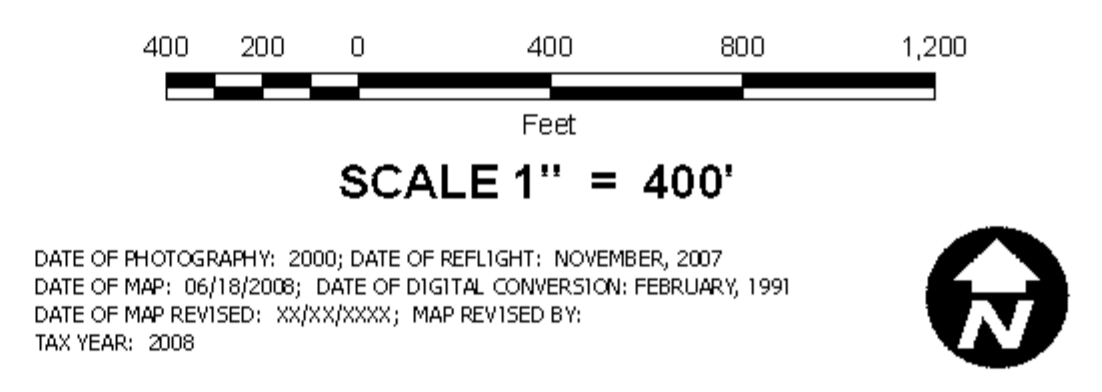 400 200 0 400 800 1,200
Feet
SCALE 1" = 400'
DATE OF PHOTOGRAPHY: 2000; DATE OF REFLIGHT: NOVEMBER, 2007
DATE OF MAP: 06/18/2008; DATE OF DIGITAL CONVERSION: FEBRUARY, 1991
DATE OF MAP REVISED: XX/XX/XXXX; MAP REVISED BY:
TAX YEAR: 2008
N